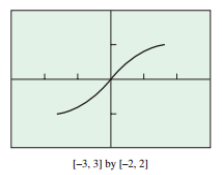 [–3, 3] by [–2, 2]